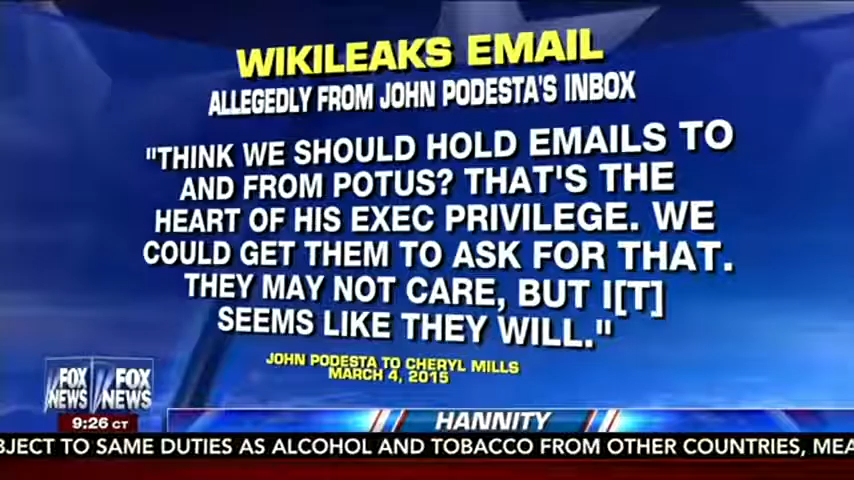 WIKILEAKS EMAIL
ALLEGEDLY FROM JOHN PODESTA'S INBOX
"THINK WE SHOULD HOLD EMAILS TO
AND FROM POTUS? THAT'S THE
HEART OF HIS EXEC PRIVILEGE. WE
COULD GET THEM TO ASK FOR THAT.
THEY MAY NOT CARE, BUT I[T]
SEEMS LIKE THEY WILL."
JOHN PODESTA TO CHERYL MILLS
MARCH 4, 2015
FOX NEWS FOX NEWS
9:26 CT
HANNITY
BJECT TO SAME DUTIES AS ALCOHOL AND TOBACCO FROM OTHER COUNTRIES, MEA